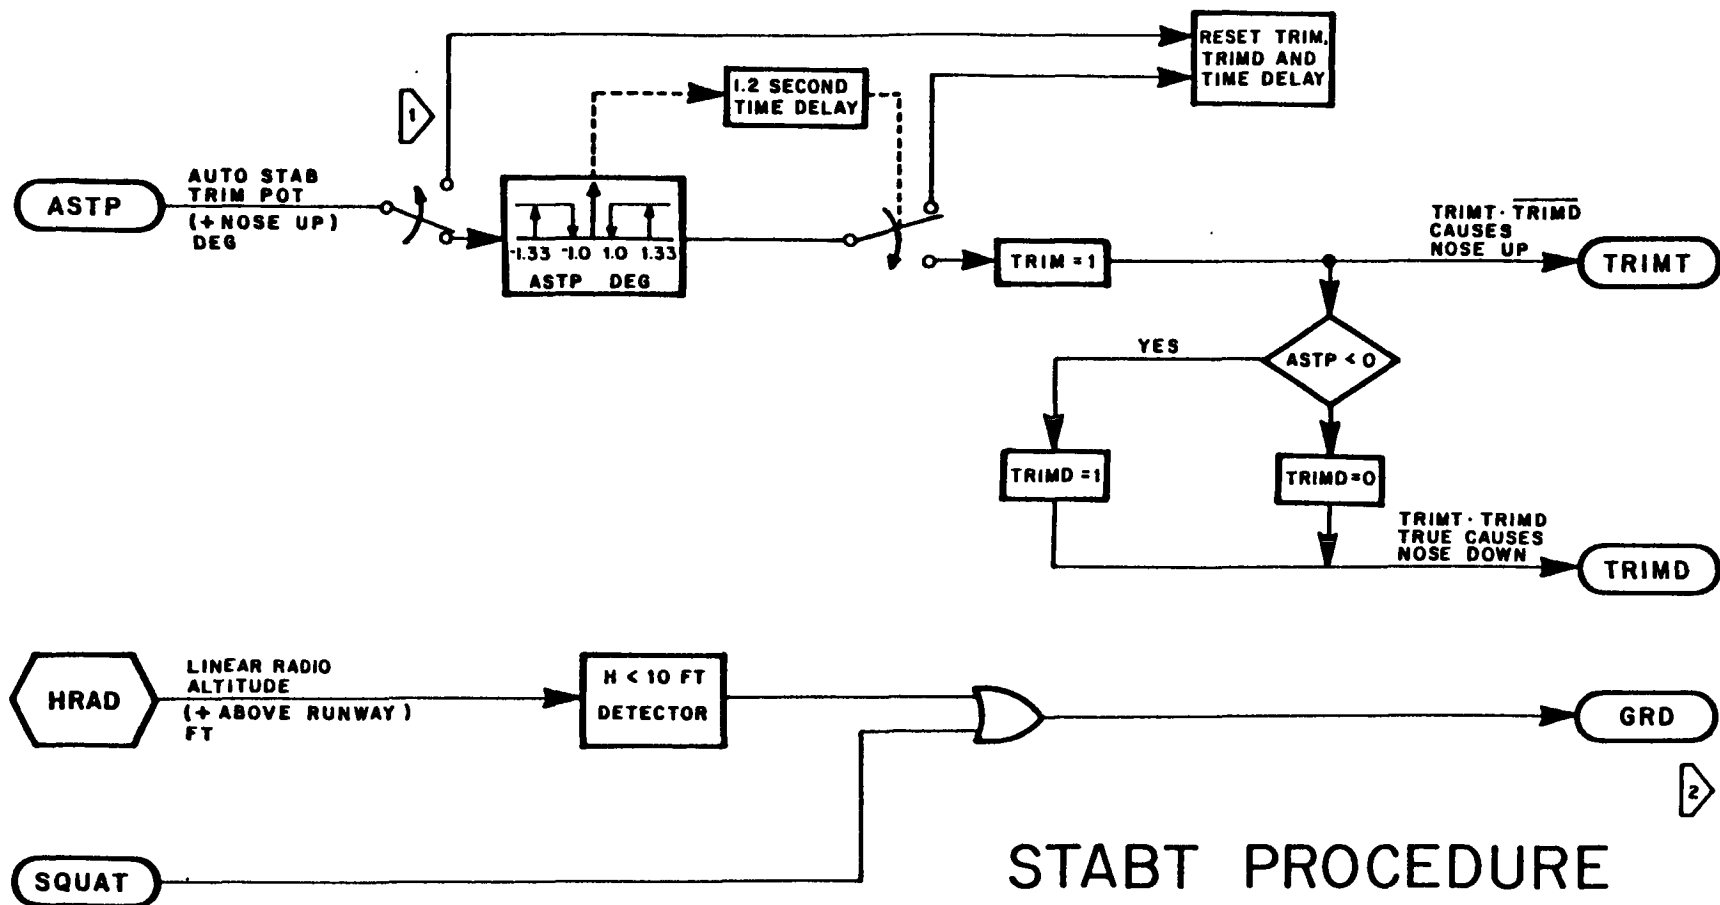 RESET TRIM,
TRIMD AND
TIME DELAY
1.2 SECOND
TIME DELAY
1
ASTP
AUTO STAB
TRIM POT
(+ NOSE UP)
DEG
-1.33 -1.0 1.0 1.33
ASTP DEG
TRIM = 1
TRIMT · T̅R̅I̅M̅D̅
CAUSES
NOSE UP
TRIMT
YES
ASTP < 0
TRIMD = 1
TRIMD = 0
TRIMT · TRIMD
TRUE CAUSES
NOSE DOWN
TRIMD
HRAD
LINEAR RADIO
ALTITUDE
(+ ABOVE RUNWAY)
FT
H < 10 FT
DETECTOR
GRD
2
SQUAT
STABT PROCEDURE